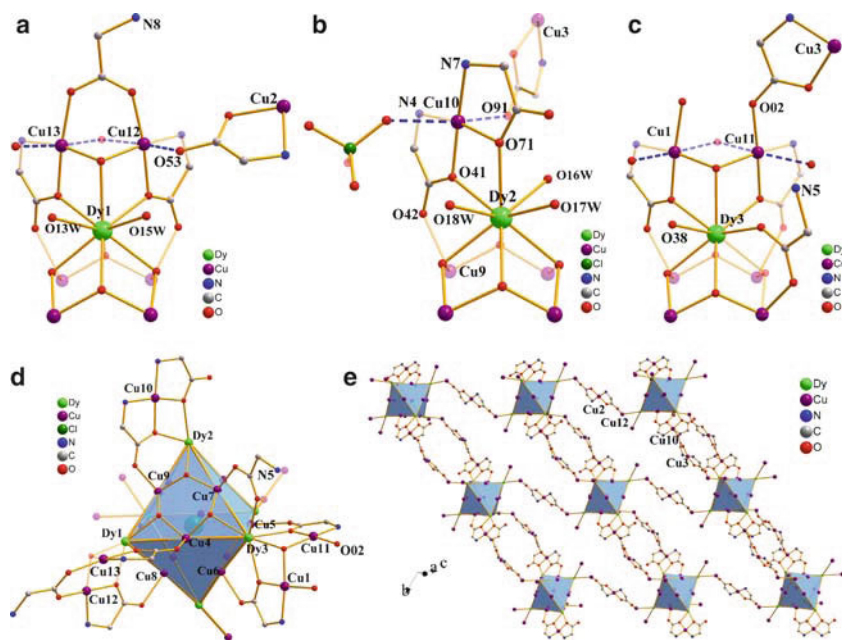 a
N8
Cu2
Cu13
Cu12
O53
Dy1
O13W
O15W
Dy
Cu
N
C
O
b
Cu3
N7
N4
Cu10
O91
O71
O41
Dy2
O16W
O42
O18W
O17W
Cu9
Dy
Cu
Cl
N
C
O
c
Cu3
O02
Cu1
Cu11
N5
O38
Dy3
Dy
Cu
N
C
O
d
Dy
Cu
Cl
N
C
O
Cu10
Dy2
Cu9
Cu7
N5
Dy1
Cu4
Cu5
Dy3
Cu11
O02
Cu13
Cu8
Cu6
Cu1
Cu12
e
Cu2
Cu12
Cu10
Cu3
a
c
b
Dy
Cu
N
C
O